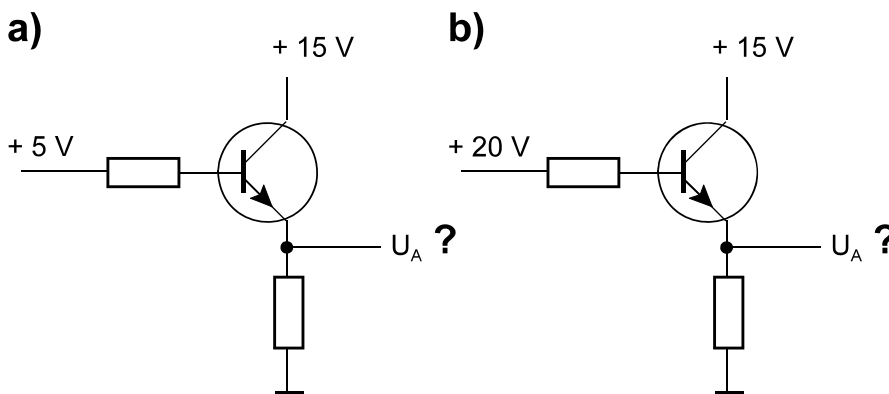 a)
+ 15 V
+ 5 V
U_A ?
b)
+ 15 V
+ 20 V
U_A ?